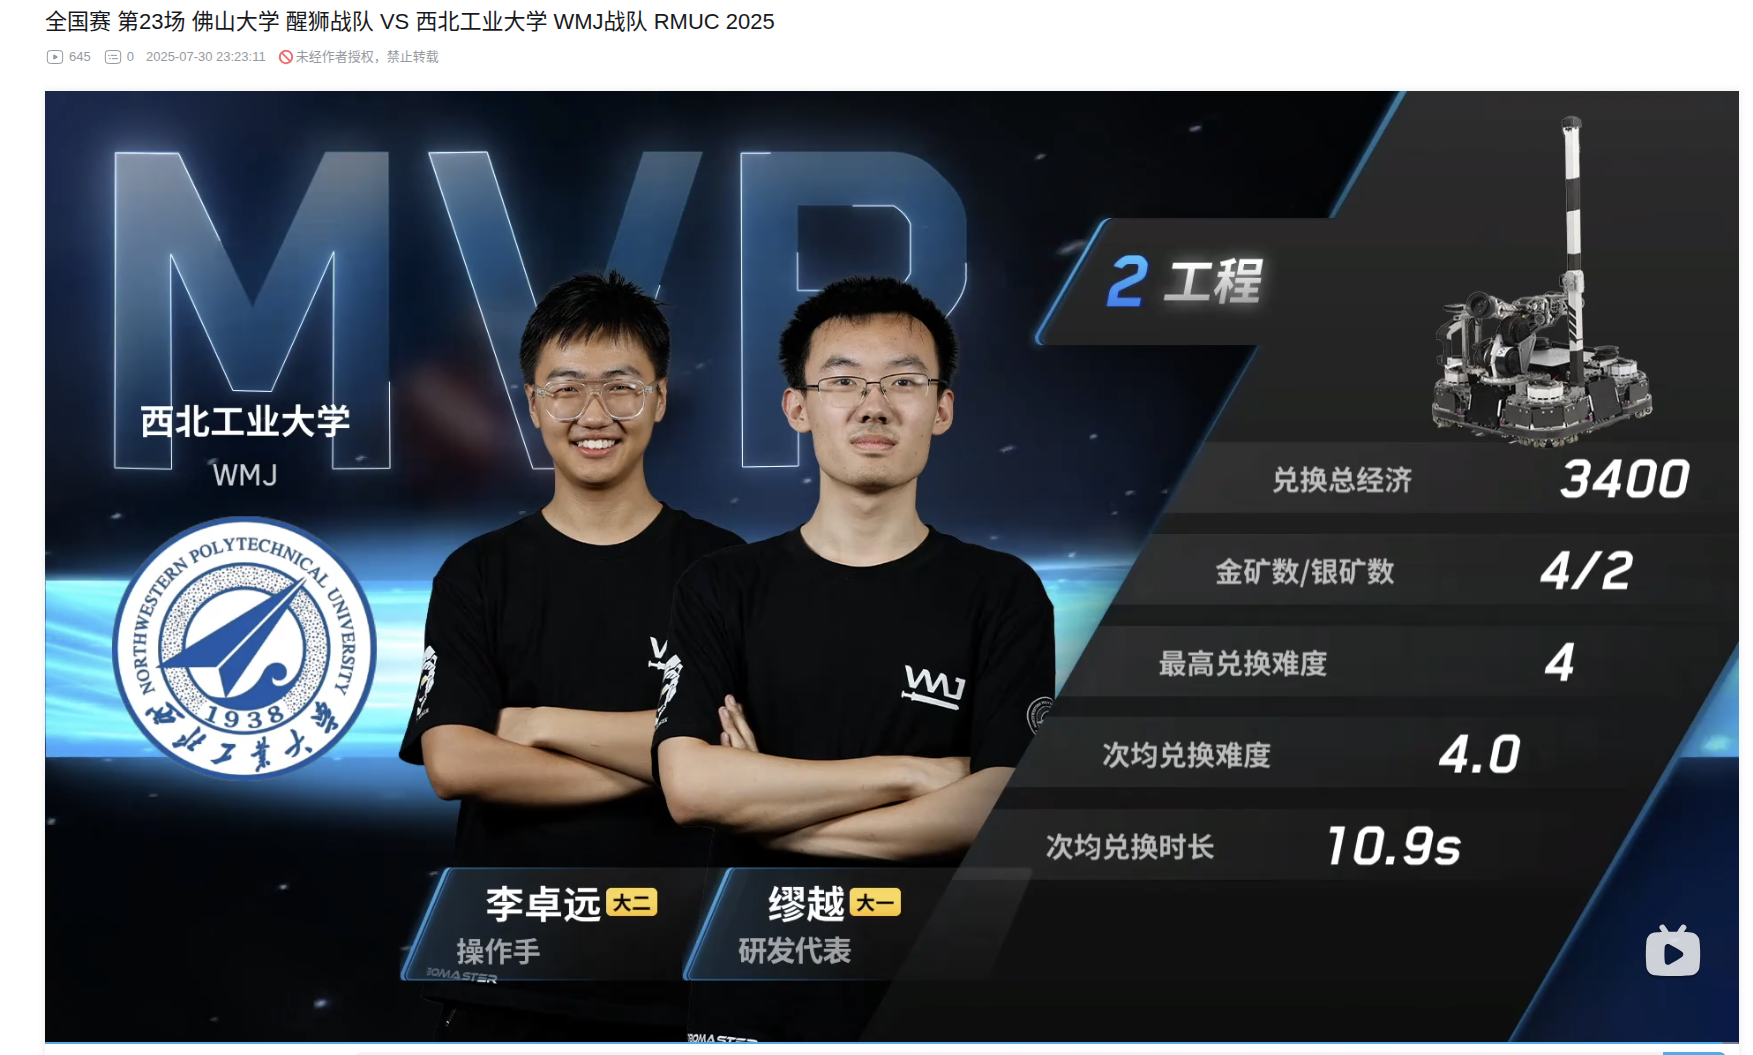 全国赛 第23场 佛山大学 醒狮战队 VS 西北工业大学 WMJ战队 RMUC 2025
645 0 2025-07-30 23:23:11 未经作者授权，禁止转载
MVP
2 工程
西北工业大学
WMJ
NORTHWESTERN POLYTECHNICAL UNIVERSITY
1938
西北工业大学
WMJ
兑换总经济 3400
金矿数/银矿数 4/2
最高兑换难度 4
次均兑换难度 4.0
次均兑换时长 10.9s
李卓远 大二
操作手
缪越 大一
研发代表
ROMASTER